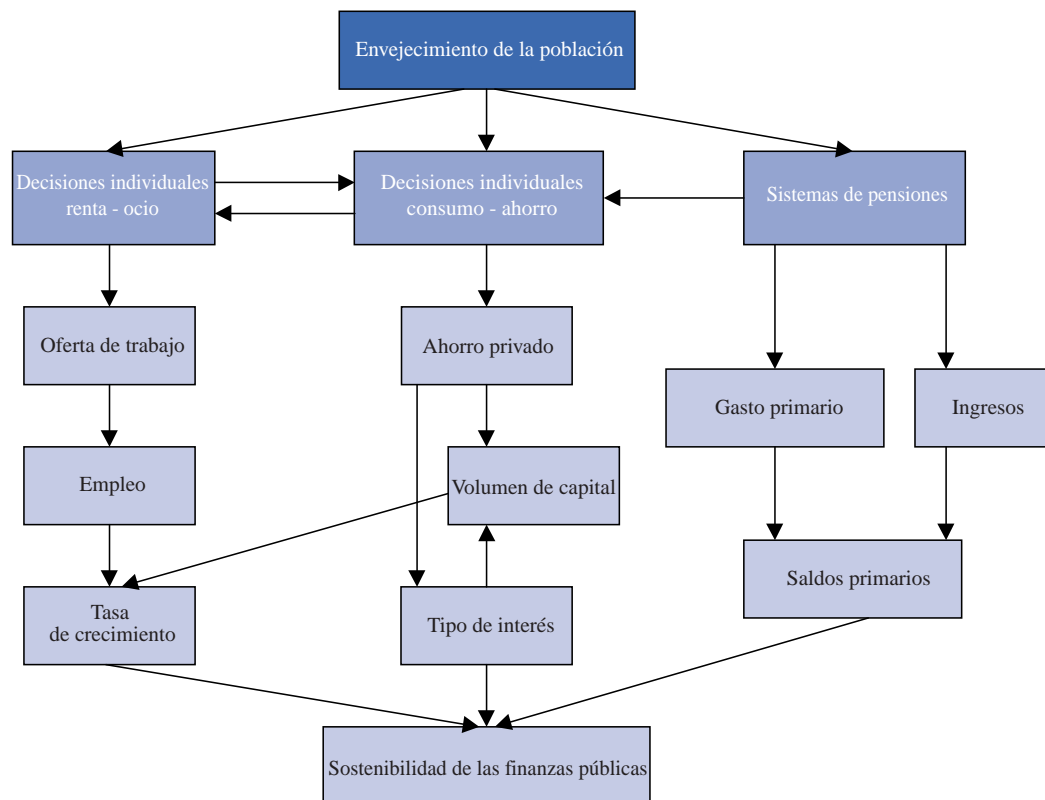 Envejecimiento de la población
Decisiones individuales
renta - ocio
Decisiones individuales
consumo - ahorro
Sistemas de pensiones
Oferta de trabajo
Ahorro privado
Gasto primario
Ingresos
Empleo
Volumen de capital
Saldos primarios
Tasa
de crecimiento
Tipo de interés
Sostenibilidad de las finanzas públicas